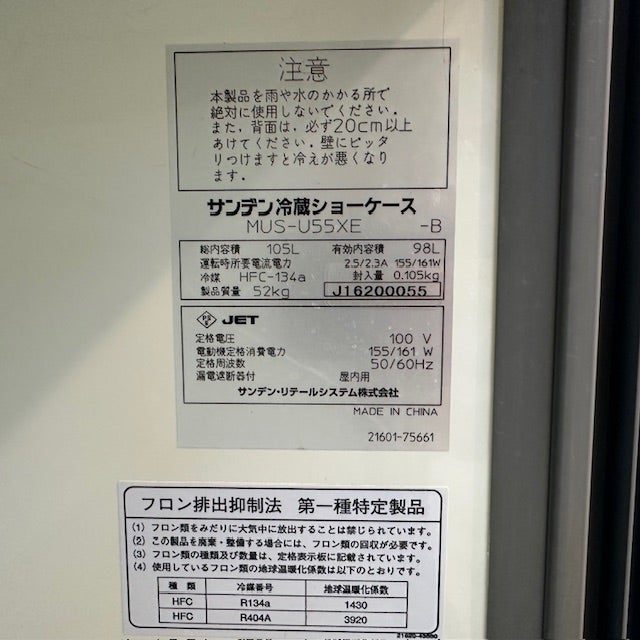 注意
本製品を雨や水のかかる所で
絶対に使用しないでください。
また、背面は、必ず20cm以上
あけてください。壁にピッタ
リつけますと冷えが悪くなり
ます。
サンデン冷蔵ショーケース
MUS-U55XE -B
総内容積 105L 有効内容積 98L
運転時所要電流電力 2.5/2.3A 155/161W
冷媒 HFC-134a 封入量 0.105kg
製品質量 52kg J16200055
PSE JET
定格電圧 100 V
電動機定格消費電力 155/161 W
定格周波数 50/60Hz
漏電遮断器付 屋内用
サンデン・リテールシステム株式会社
MADE IN CHINA
21601-75661
フロン排出抑制法 第一種特定製品
(1) フロン類をみだりに大気中に放出することは禁じられています。
(2) この製品を廃棄・整備する場合には、フロン類の回収が必要です。
(3) フロン類の種類及び数量は、定格表示板に記載されています。
(4) 使用しているフロン類の地球温暖化係数は以下のとおりです。
種類 冷媒番号 地球温暖化係数
HFC R134a 1430
HFC R404A 3920